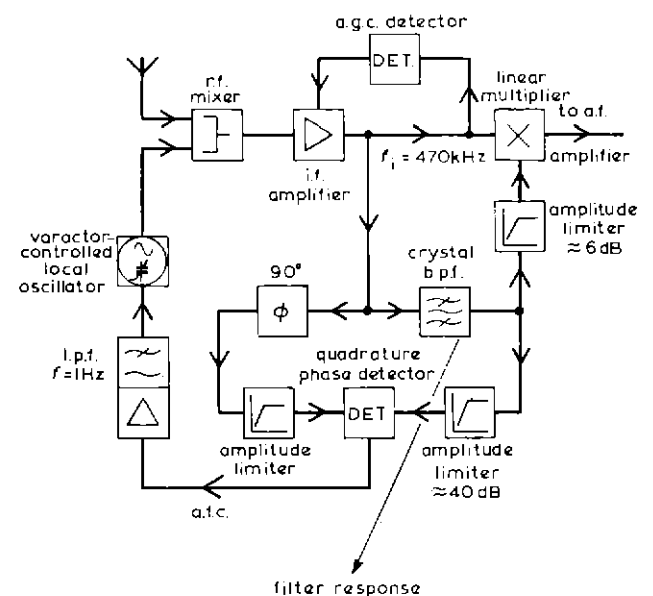 a.g.c. detector
DET.
r.f.
mixer
linear
multiplier
to a.f.
amplifier
f i = 470kHz
i.f.
amplifier
amplitude
limiter
≈ 6dB
varactor-
controlled
local
oscillator
90°
ϕ
crystal
b.p.f.
l.p.f.
f = 1Hz
quadrature
phase detector
DET
amplitude
limiter
amplitude
limiter
≈ 40dB
a.f.c.
filter response